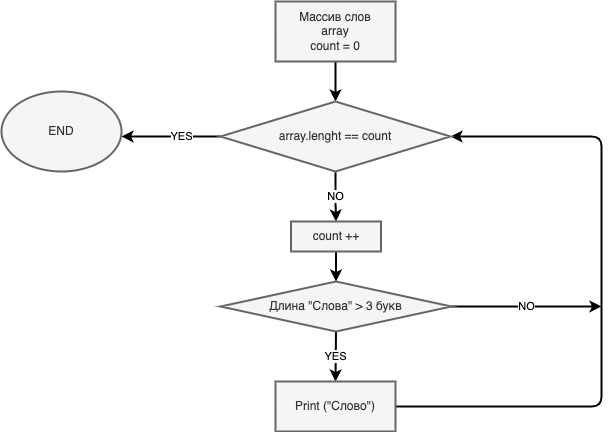 Массив слов
array
count = 0
END
YES
array.lenght == count
NO
count ++
Длина "Слова" > 3 букв
NO
YES
Print ("Слово")